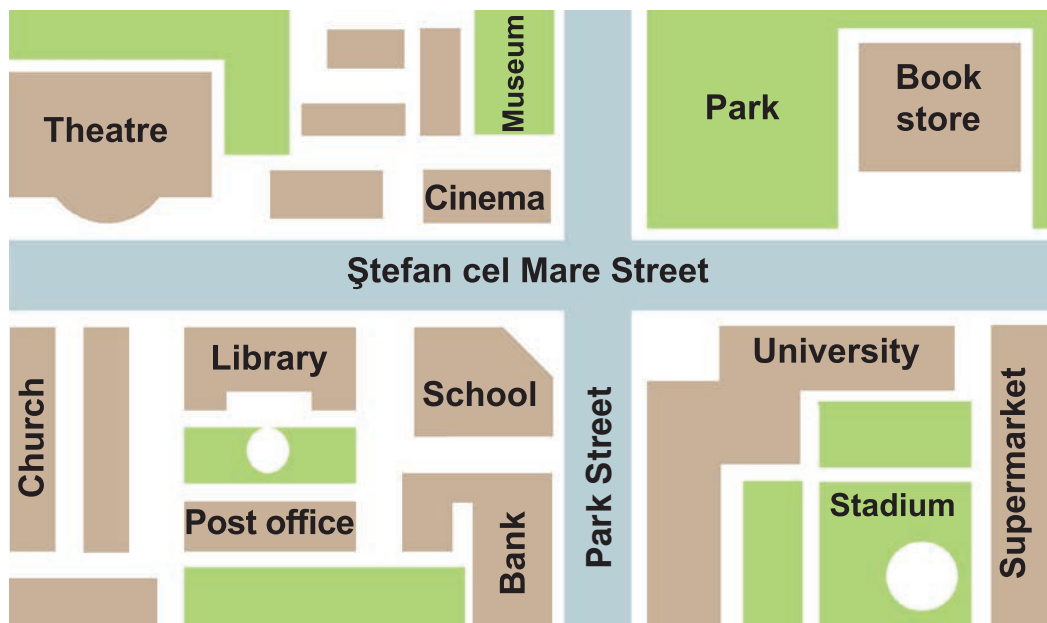 Theatre
Museum
Cinema
Park
Book
store
Ştefan cel Mare Street
Church
Library
Post office
School
Bank
Park Street
University
Stadium
Supermarket